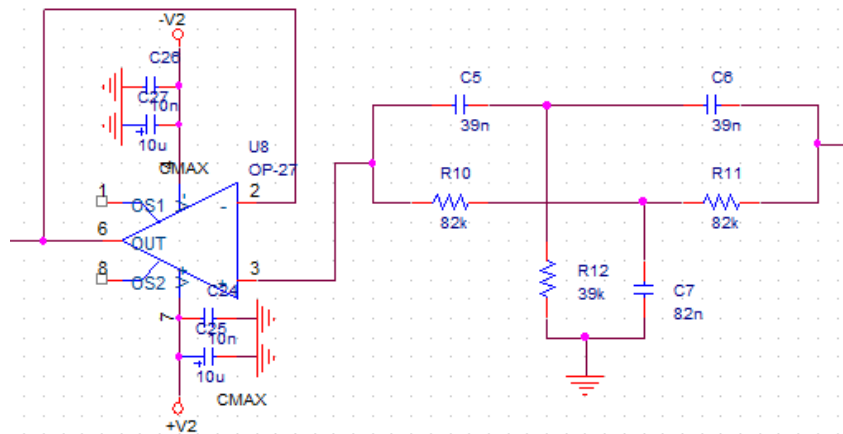 -V2
C26
10n
C27
10u
CMAX
4
U8
OP-27
1
OS1
V-
-
2
6
OUT
8
OS2
V+
+
3
7
C24
10n
C25
10u
CMAX
+V2
C5
39n
C6
39n
R10
82k
R11
82k
R12
39k
C7
82n